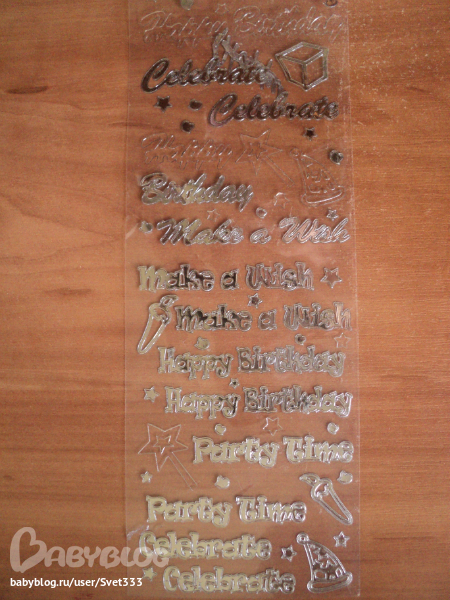 Happy Birthday
Celebrate
Celebrate
Happy
Birthday
Make a Wish
Make a Wish
Make a Wish
Happy Birthday
Happy Birthday
Party Time
Party Time
Celebrate
Celebrate
BABYBLOG
babyblog.ru/user/Svet333